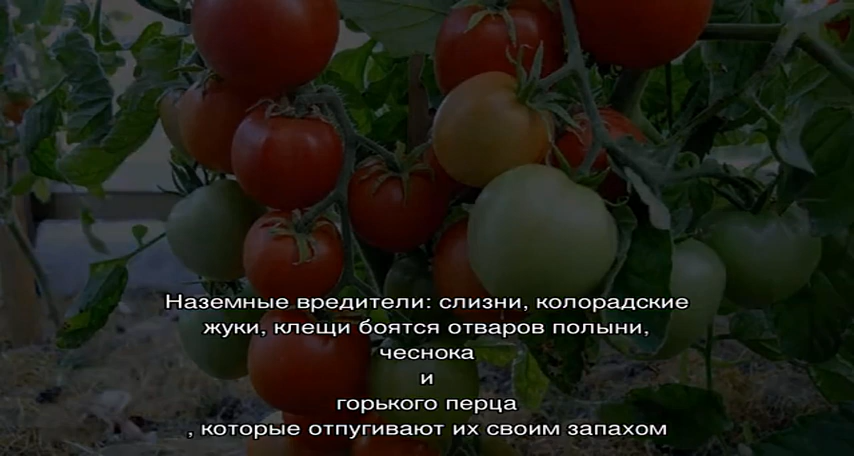 Наземные вредители: слизни, колорадские
жуки, клещи боятся отваров полыни,
чеснока
и
горького перца
, которые отпугивают их своим запахом